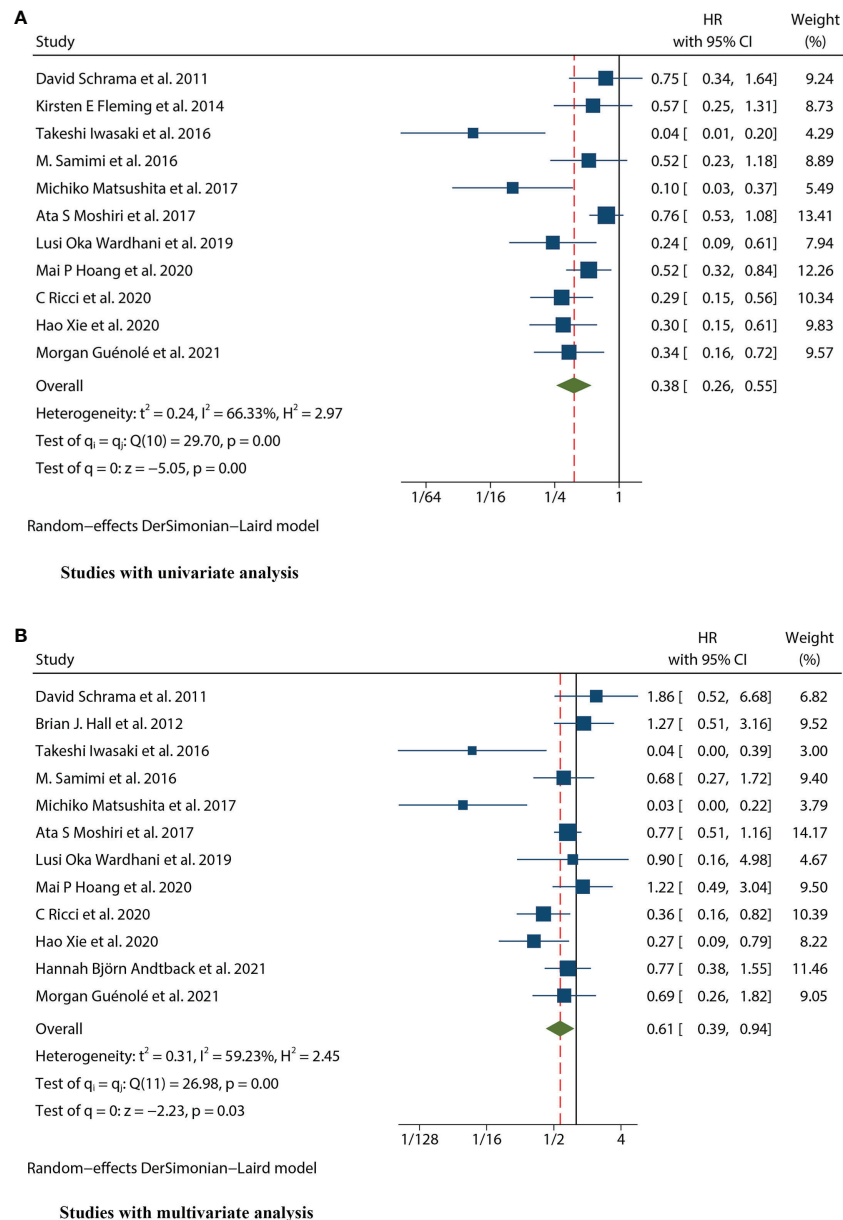 A
HR
Weight
Study
with 95% CI
(%)
David Schrama et al. 2011 0.75 [ 0.34, 1.64] 9.24
Kirsten E Fleming et al. 2014 0.57 [ 0.25, 1.31] 8.73
Takeshi Iwasaki et al. 2016 0.04 [ 0.01, 0.20] 4.29
M. Samimi et al. 2016 0.52 [ 0.23, 1.18] 8.89
Michiko Matsushita et al. 2017 0.10 [ 0.03, 0.37] 5.49
Ata S Moshiri et al. 2017 0.76 [ 0.53, 1.08] 13.41
Lusi Oka Wardhani et al. 2019 0.24 [ 0.09, 0.61] 7.94
Mai P Hoang et al. 2020 0.52 [ 0.32, 0.84] 12.26
C Ricci et al. 2020 0.29 [ 0.15, 0.56] 10.34
Hao Xie et al. 2020 0.30 [ 0.15, 0.61] 9.83
Morgan Guénolé et al. 2021 0.34 [ 0.16, 0.72] 9.57
Overall 0.38 [ 0.26, 0.55]
Heterogeneity: t² = 0.24, I² = 66.33%, H² = 2.97
Test of qᵢ = qⱼ: Q(10) = 29.70, p = 0.00
Test of q = 0: z = −5.05, p = 0.00
1/64 1/16 1/4 1
Random−effects DerSimonian−Laird model
Studies with univariate analysis
B
HR
Weight
Study
with 95% CI
(%)
David Schrama et al. 2011 1.86 [ 0.52, 6.68] 6.82
Brian J. Hall et al. 2012 1.27 [ 0.51, 3.16] 9.52
Takeshi Iwasaki et al. 2016 0.04 [ 0.00, 0.39] 3.00
M. Samimi et al. 2016 0.68 [ 0.27, 1.72] 9.40
Michiko Matsushita et al. 2017 0.03 [ 0.00, 0.22] 3.79
Ata S Moshiri et al. 2017 0.77 [ 0.51, 1.16] 14.17
Lusi Oka Wardhani et al. 2019 0.90 [ 0.16, 4.98] 4.67
Mai P Hoang et al. 2020 1.22 [ 0.49, 3.04] 9.50
C Ricci et al. 2020 0.36 [ 0.16, 0.82] 10.39
Hao Xie et al. 2020 0.27 [ 0.09, 0.79] 8.22
Hannah Björn Andtback et al. 2021 0.77 [ 0.38, 1.55] 11.46
Morgan Guénolé et al. 2021 0.69 [ 0.26, 1.82] 9.05
Overall 0.61 [ 0.39, 0.94]
Heterogeneity: t² = 0.31, I² = 59.23%, H² = 2.45
Test of qᵢ = qⱼ: Q(11) = 26.98, p = 0.00
Test of q = 0: z = −2.23, p = 0.03
1/128 1/16 1/2 4
Random−effects DerSimonian−Laird model
Studies with multivariate analysis